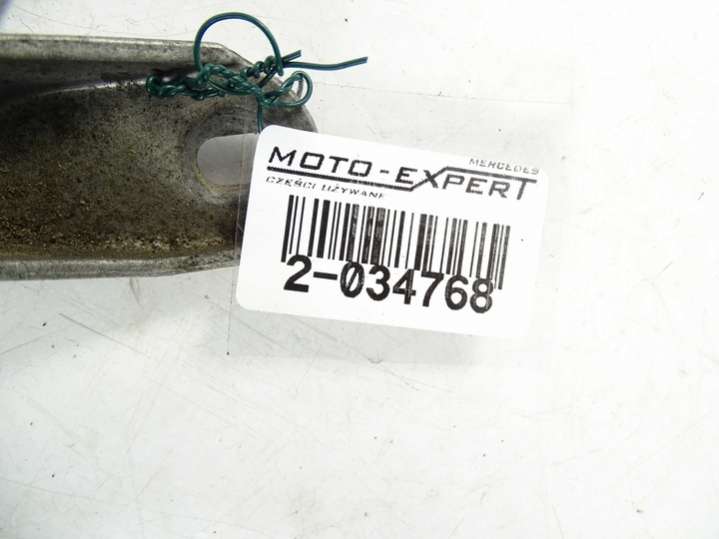 MERCEDES
MOTO-EXPERT
CZĘŚCI UŻYWANE
2-034768